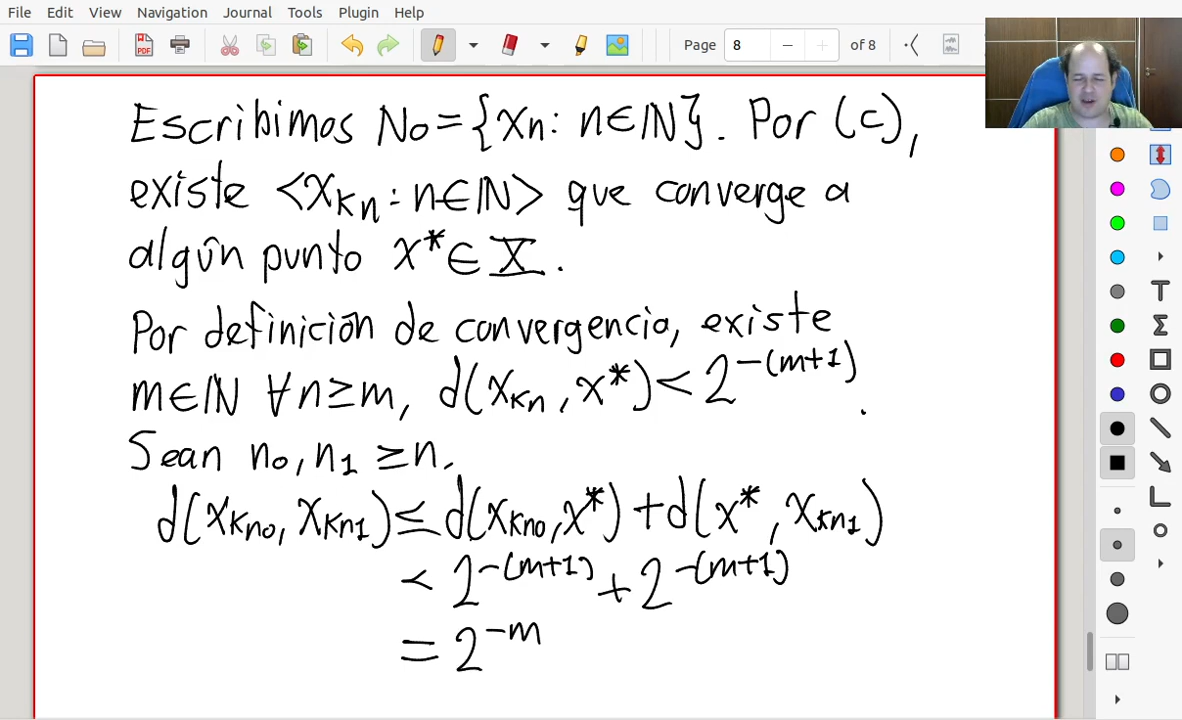 File Edit View Navigation Journal Tools Plugin Help
PDF Page 8 of 8
Escribimos N₀={xₙ: n∈ℕ}. Por (c),
existe <x_{kₙ}: n∈ℕ> que converge a
algún punto x*∈X.
Por definición de convergencia, existe
m∈ℕ ∀n≥m, d(x_{kₙ}, x*)<2^{-(m+1)}.
Sean n₀, n₁ ≥n.
d(x_{kn₀}, x_{kn₁})≤d(x_{kn₀}, x*)+d(x*, x_{kn₁})
< 2^{-(m+1)}+2^{-(m+1)}
= 2^{-m}